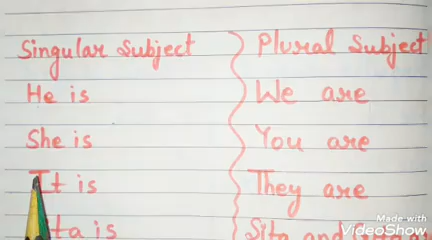 Singular Subject Plural Subject
He is We are
She is You are
It is They are
is Sita and
Made with
VideoShow